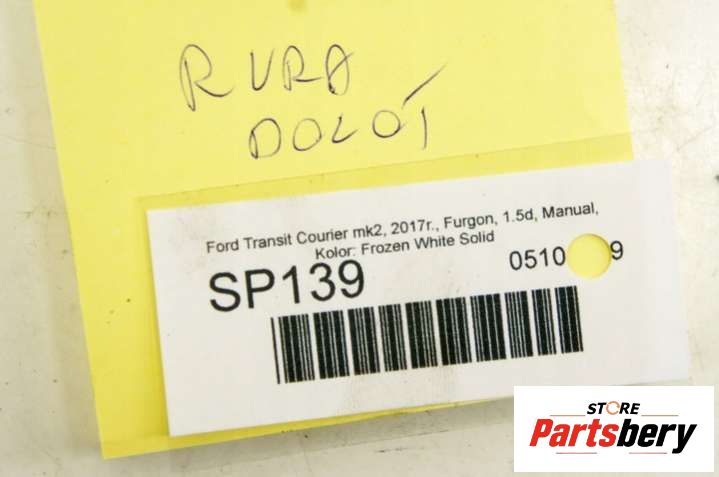 RURA
DOLOT
Ford Transit Courier mk2, 2017r., Furgon, 1.5d, Manual,
Kolor: Frozen White Solid
SP139
0510 9
STORE
Partsbery